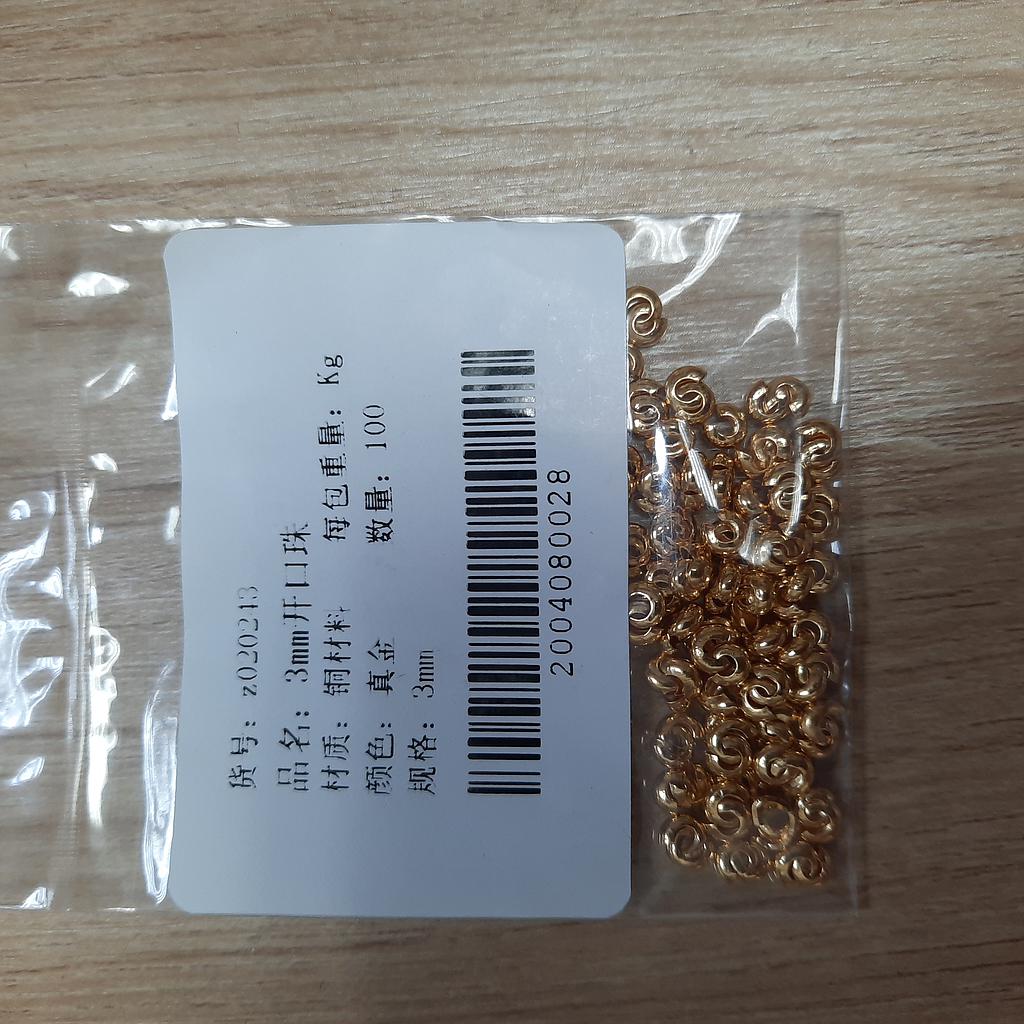 货号: z020213
品名: 3mm开口珠
材质: 铜材料 每包重量: Kg
颜色: 真金 数量: 100
规格: 3mm
2004080028